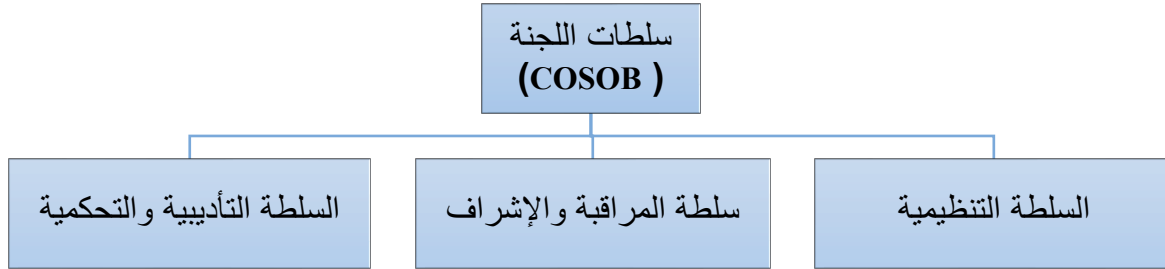 سلطات اللجنة
(COSOB )
السلطة التنظيمية
سلطة المراقبة والإشراف
السلطة التأديبية والتحكمية